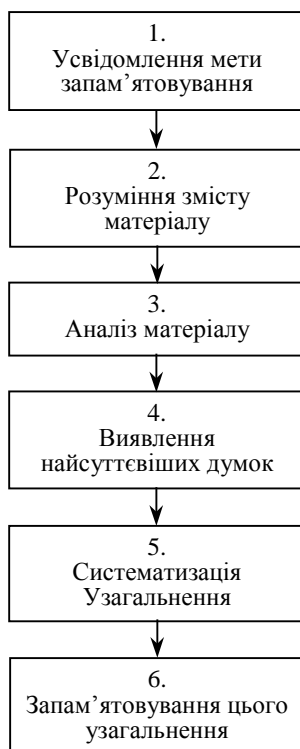 1.
Усвідомлення мети
запам’ятовування
2.
Розуміння змісту
матеріалу
3.
Аналіз матеріалу
4.
Виявлення
найсуттєвіших думок
5.
Систематизація
Узагальнення
6.
Запам’ятовування цього
узагальнення